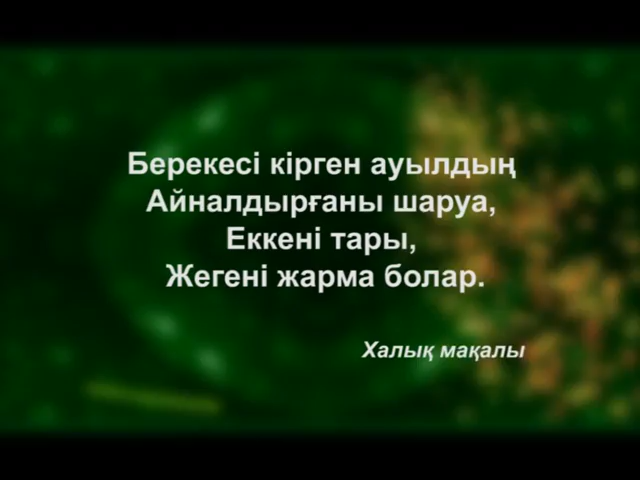 Берекесі кірген ауылдың
Айналдырғаны шаруа,
Еккені тары,
Жегені жарма болар.
Халық мақалы